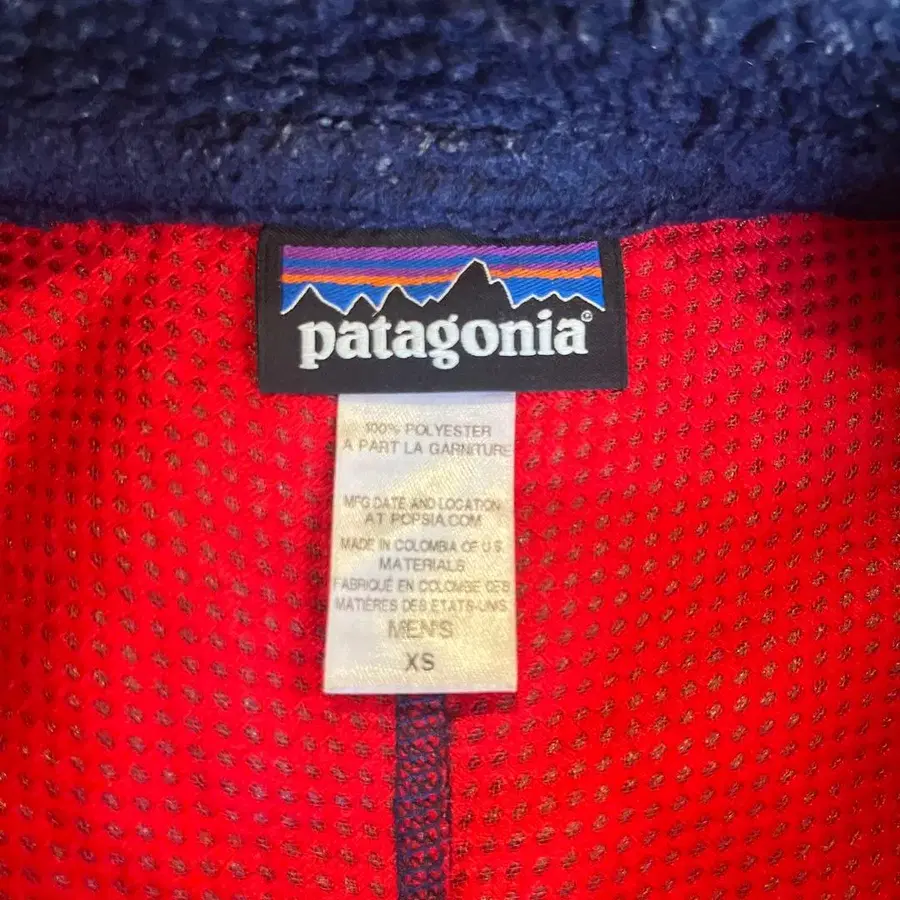 patagonia®
100% POLYESTER
A PART LA GARNITURE
MFG DATE AND LOCATION
AT PCPSIA.COM
MADE IN COLOMBIA OF U.S.
MATERIALS
FABRIQUÉ EN COLOMBIE DES
MATIÈRES DES ÉTATS-UNIS
MEN'S
XS